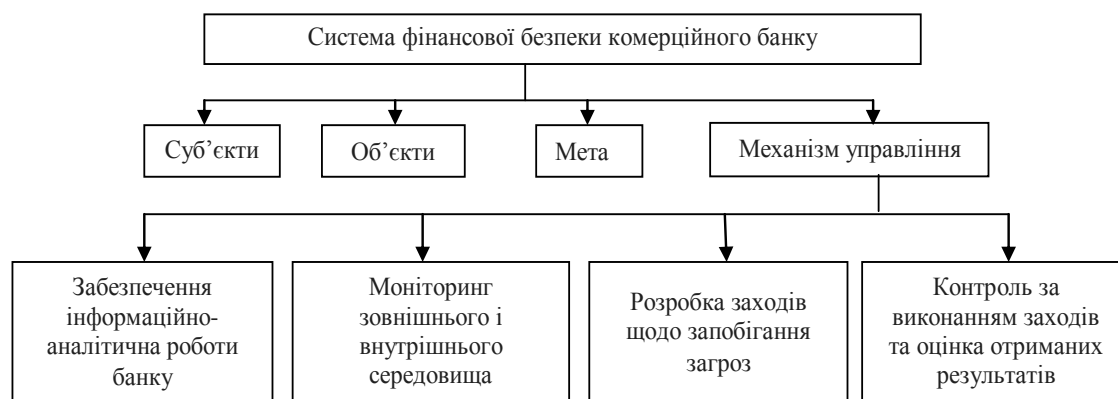 Система фінансової безпеки комерційного банку
Суб’єкти
Об’єкти
Мета
Механізм управління
Забезпечення
інформаційно-
аналітична роботи
банку
Моніторинг
зовнішнього і
внутрішнього
середовища
Розробка заходів
щодо запобігання
загроз
Контроль за
виконанням заходів
та оцінка отриманих
результатів